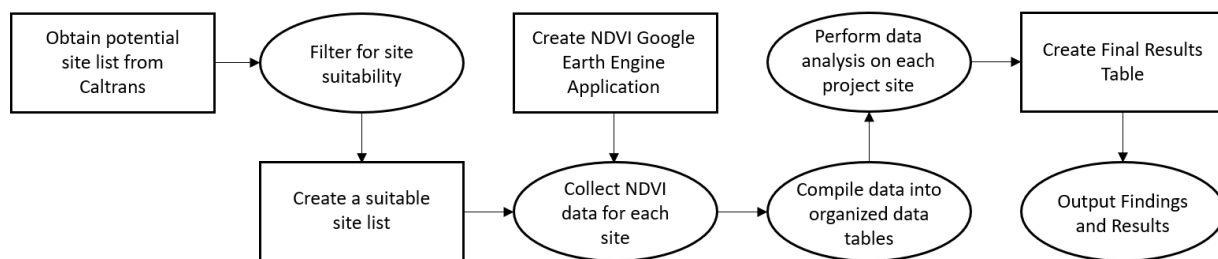 Obtain potential
site list from
Caltrans
Filter for site
suitability
Create NDVI Google
Earth Engine
Application
Perform data
analysis on each
project site
Create Final Results
Table
Create a suitable
site list
Collect NDVI
data for each
site
Compile data into
organized data
tables
Output Findings
and Results